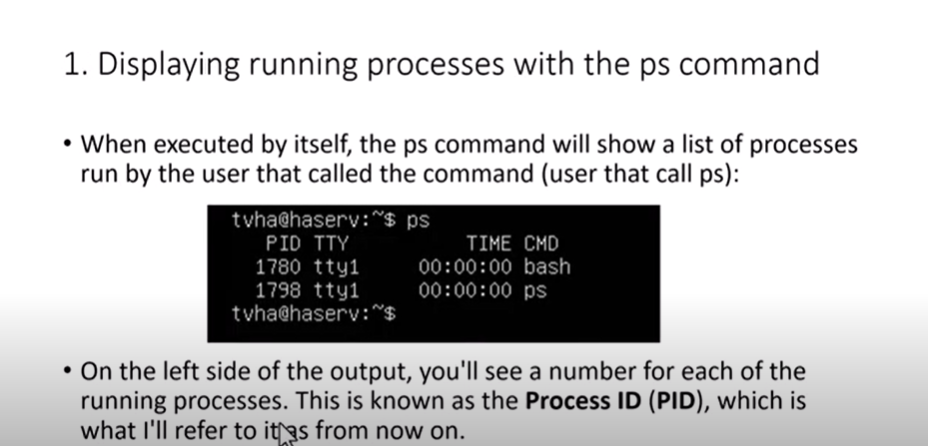 1. Displaying running processes with the ps command
• When executed by itself, the ps command will show a list of processes
run by the user that called the command (user that call ps):
tvha@haserv:~$ ps
PID TTY TIME CMD
1780 tty1 00:00:00 bash
1798 tty1 00:00:00 ps
tvha@haserv:~$
• On the left side of the output, you'll see a number for each of the
running processes. This is known as the Process ID (PID), which is
what I'll refer to it as from now on.